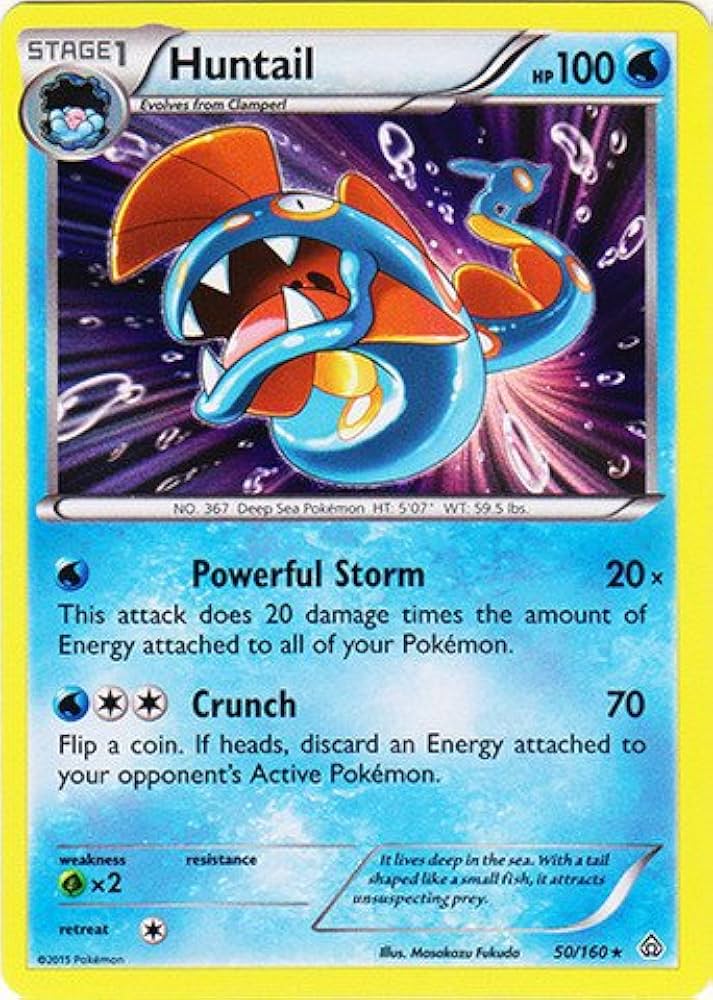 STAGE1
Huntail
HP 100
Evolves from Clamperl
NO. 367 Deep Sea Pokémon HT: 5'07" WT: 59.5 lbs.
Powerful Storm 20×
This attack does 20 damage times the amount of
Energy attached to all of your Pokémon.
Crunch 70
Flip a coin. If heads, discard an Energy attached to
your opponent's Active Pokémon.
weakness resistance
×2
It lives deep in the sea. With a tail
shaped like a small fish, it attracts
unsuspecting prey.
retreat
©2015 Pokémon
Illus. Masakazu Fukuda
50/160 ★